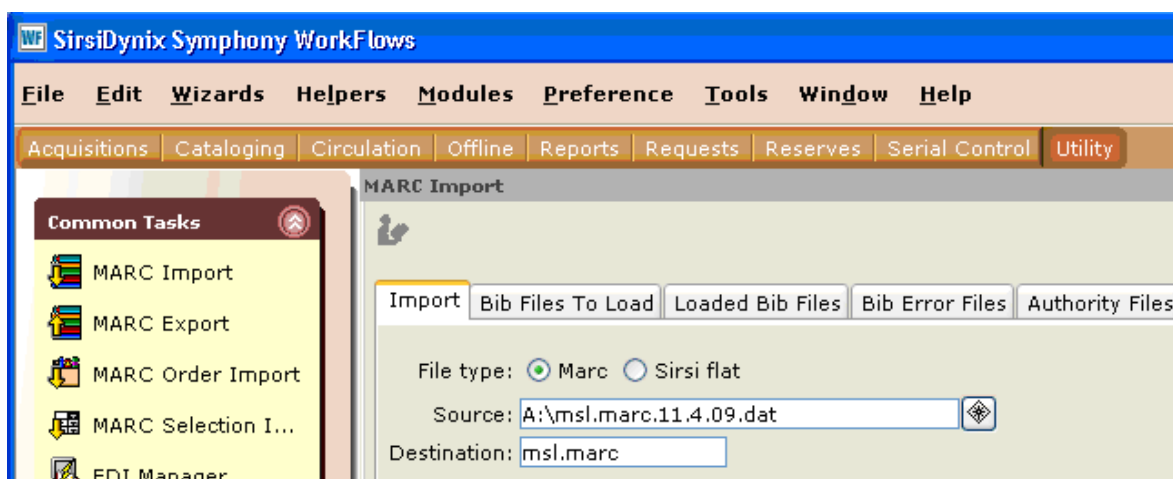 WF SirsiDynix Symphony WorkFlows
File Edit Wizards Helpers Modules Preference Tools Window Help
Acquisitions Cataloging Circulation Offline Reports Requests Reserves Serial Control Utility
MARC Import
Common Tasks
MARC Import
MARC Export
MARC Order Import
MARC Selection I...
EDI Manager
Import Bib Files To Load Loaded Bib Files Bib Error Files Authority Files
File type: Marc Sirsi flat
Source: A:\msl.marc.11.4.09.dat
Destination: msl.marc